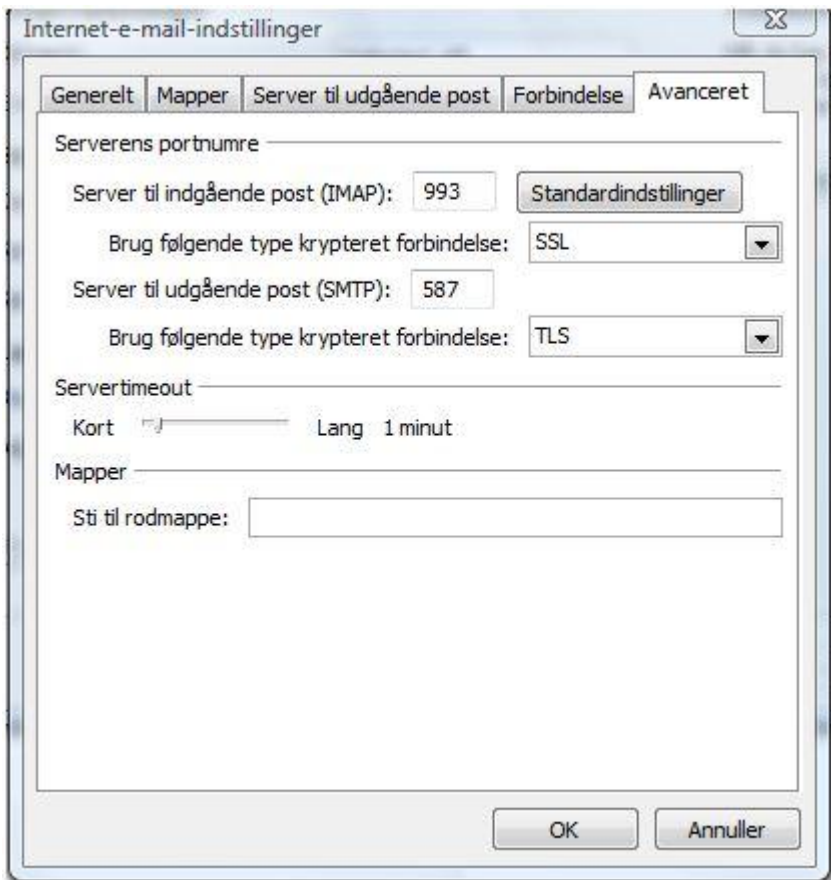 Internet-e-mail-indstillinger
Generelt Mapper Server til udgående post Forbindelse Avanceret
Serverens portnumre
Server til indgående post (IMAP): 993 Standardindstillinger
Brug følgende type krypteret forbindelse: SSL
Server til udgående post (SMTP): 587
Brug følgende type krypteret forbindelse: TLS
Servertimeout
Kort Lang 1 minut
Mapper
Sti til rodmappe:
OK Annuller